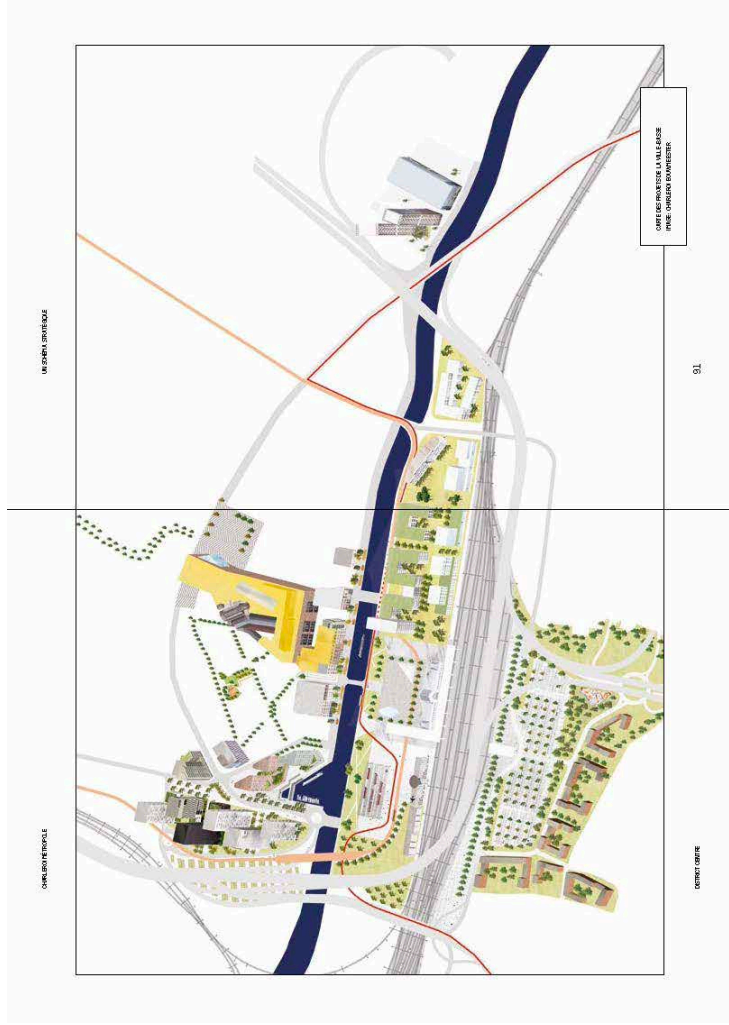 CARTE DES PROJETS DE LA VILLE-BASSE
IMAGE: CHARLEROI BOUWMEESTER
UN SCHÉMA STRATÉGIQUE
91
CHARLEROI MÉTROPOLE
DISTRICT CENTRE